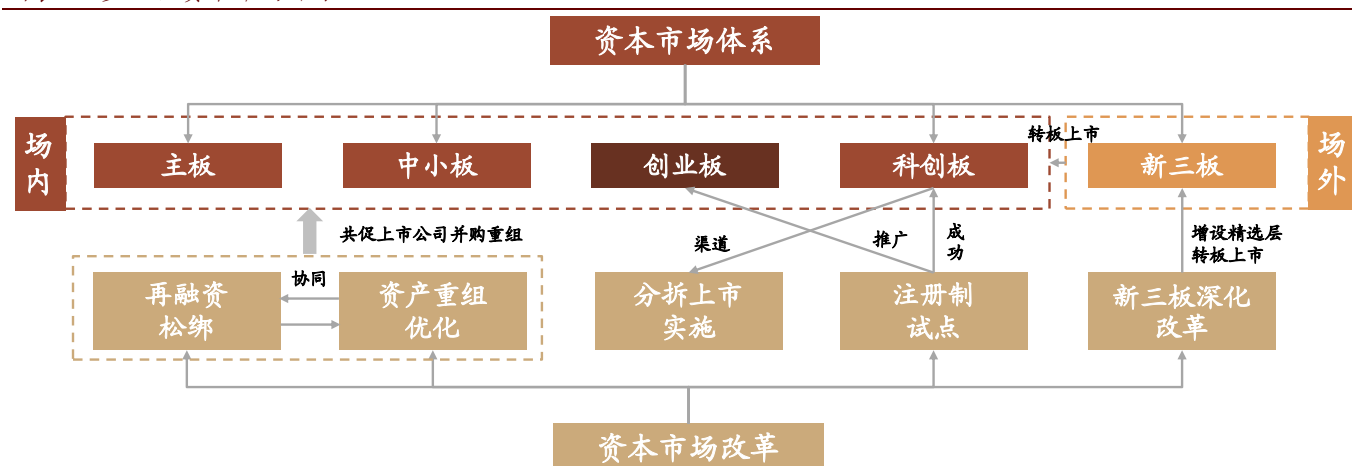 资本市场体系
场内
主板
中小板
创业板
科创板
转板上市
新三板
场外
共促上市公司并购重组
渠道
推广
成功
增设精选层
转板上市
再融资
松绑
协同
资产重组
优化
分拆上市
实施
注册制
试点
新三板深化
改革
资本市场改革